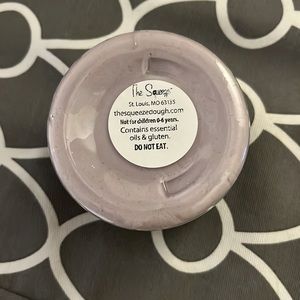 The Squeeze
St. Louis, MO 63135
thesqueezedough.com
Not for children 0-6 years.
Contains essential
oils & gluten.
DO NOT EAT.